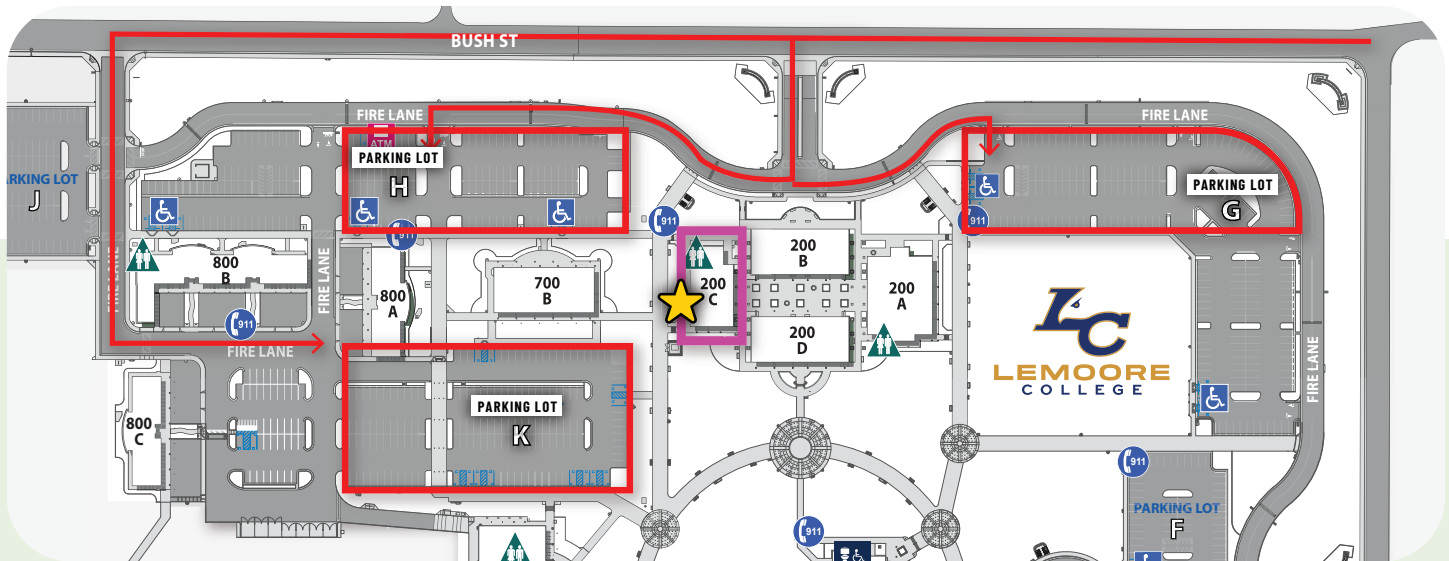 BUSH ST
FIRE LANE
FIRE LANE
ATM
PARKING LOT
H
PARKING LOT
G
RKING LOT
J
911
911
911
800
B
FIRE LANE
FIRE LANE
800
A
700
B
200
C
200
B
200
A
200
D
911
FIRE LANE
LC
LEMOORE
COLLEGE
FIRE LANE
PARKING LOT
K
800
C
911
PARKING LOT
F
911